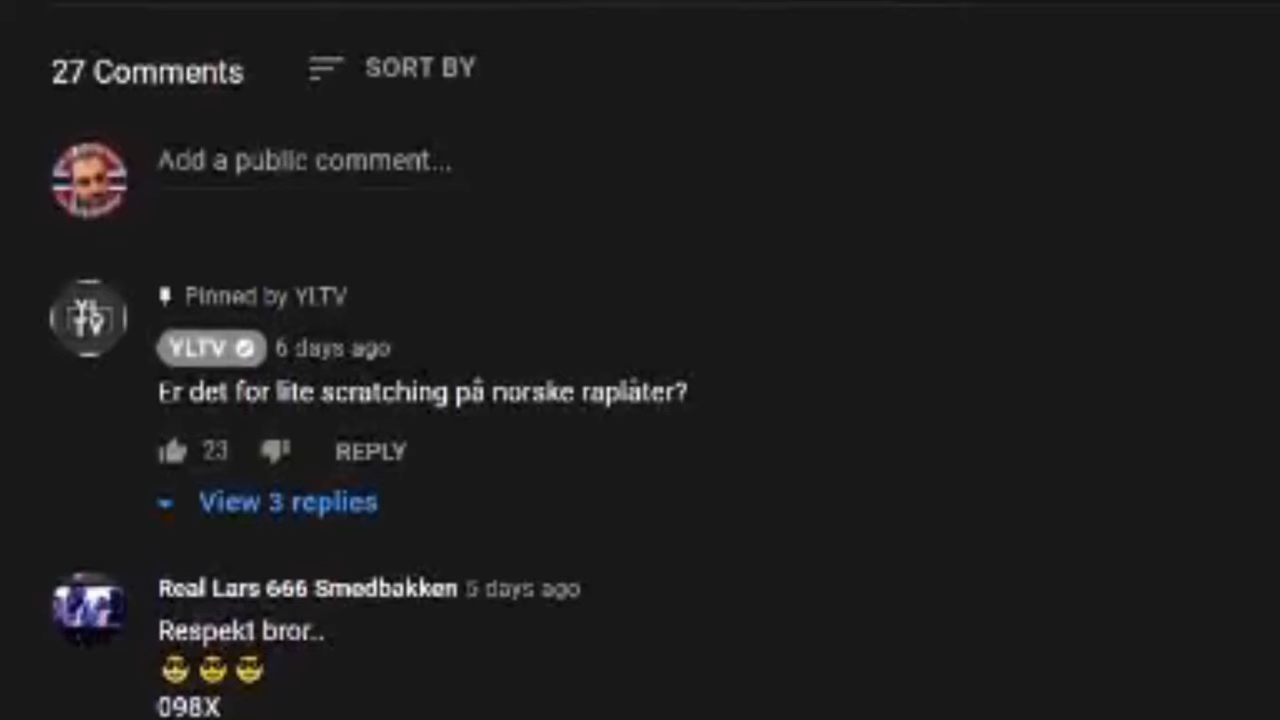 27 Comments SORT BY
Add a public comment...
Pinned by YLTV
YLTV 6 days ago
Er det for lite scratching på norske raplåter?
23 REPLY
View 3 replies
Real Lars 666 Smedbakken 5 days ago
Respekt bror..
098X